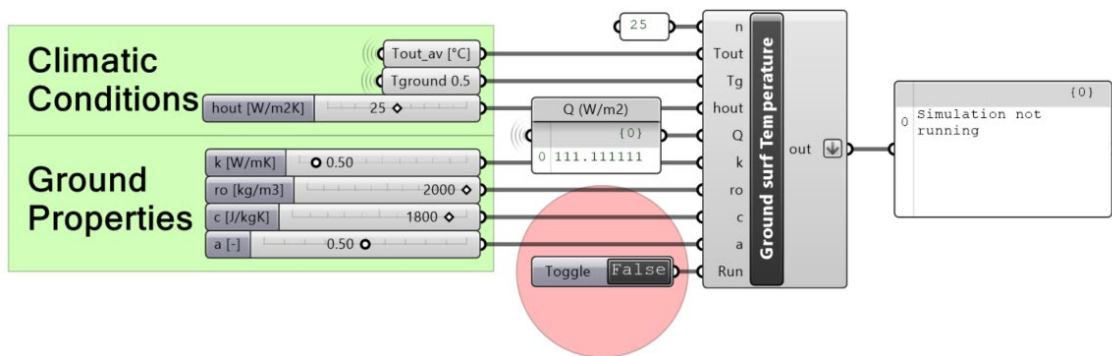 Climatic
Conditions
Tout_av [°C]
Tground 0.5
hout [W/m2K] 25
Ground
Properties
k [W/mK] 0.50
ro [kg/m3] 2000
c [J/kgK] 1800
a [-] 0.50
25
Q (W/m2)
{0}
0 111.111111
Toggle False
n
Tout
Tg
hout
Q
k
ro
c
a
Run
Ground surf Temperature
out
{0}
0 Simulation not
running